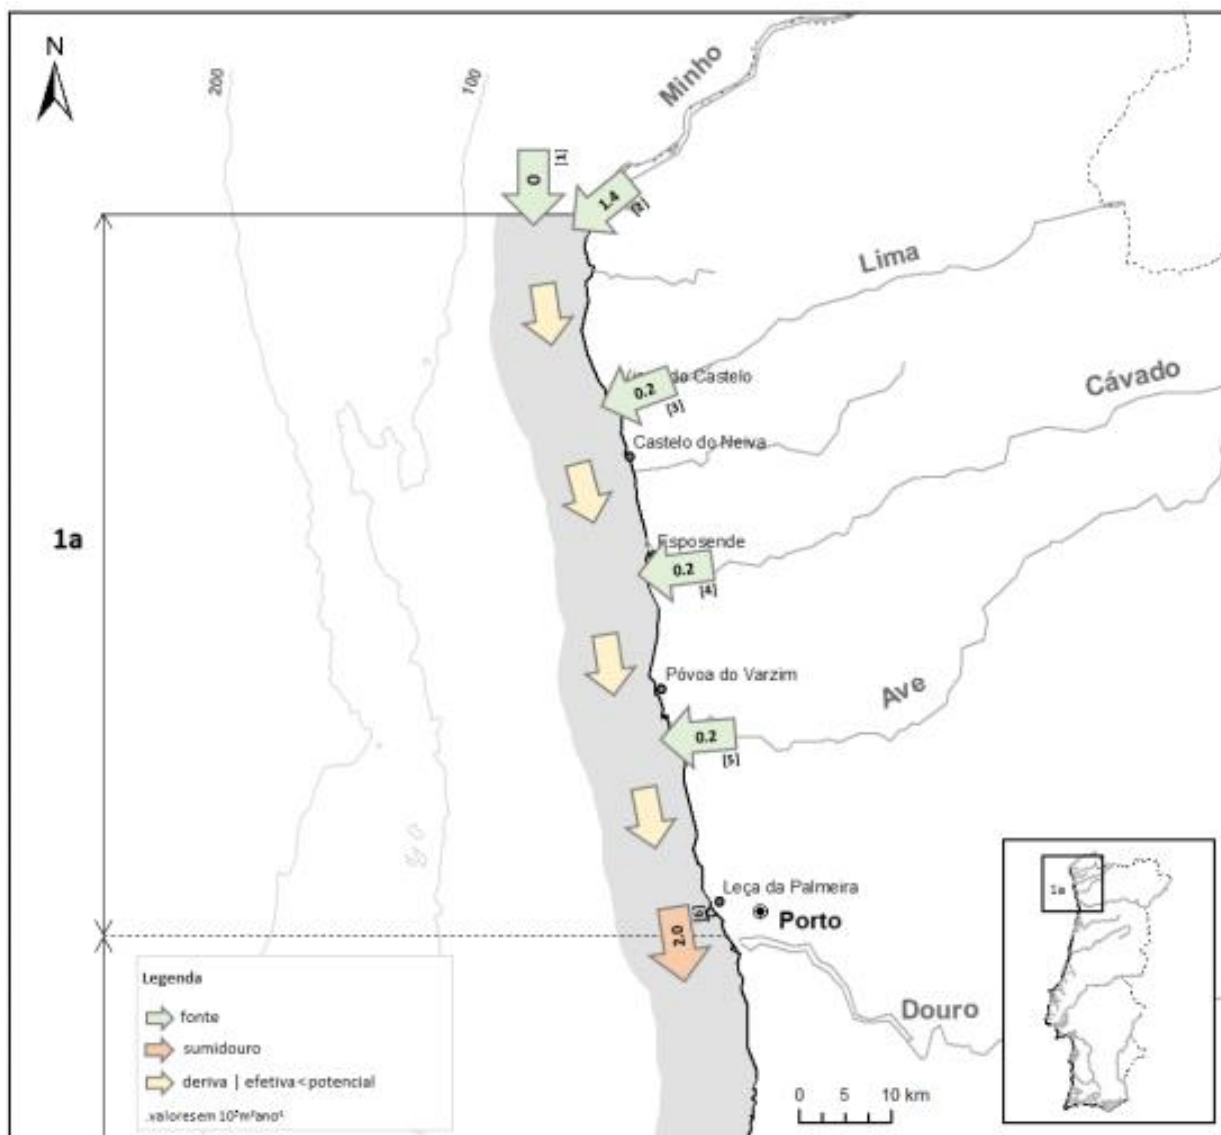 N
200
100
Minho
0
[1]
1.4
[2]
Lima
do Castelo
0.2
[3]
Cávado
Castelo do Neiva
1a
Esposende
0.2
[4]
Póvoa do Varzim
Ave
0.2
[5]
Leça da Palmeira
[6]
Porto
2.0
1a
Legenda
fonte
sumidouro
deriva | efetiva < potencial
Douro
0 5 10 km